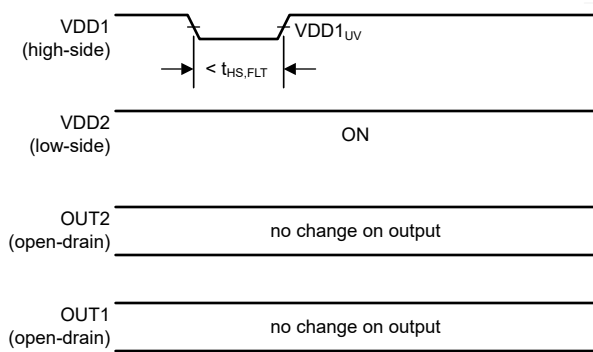 VDD1
(high-side)
VDD1UV
< tHS,FLT
VDD2
(low-side)
ON
OUT2
(open-drain)
no change on output
OUT1
(open-drain)
no change on output